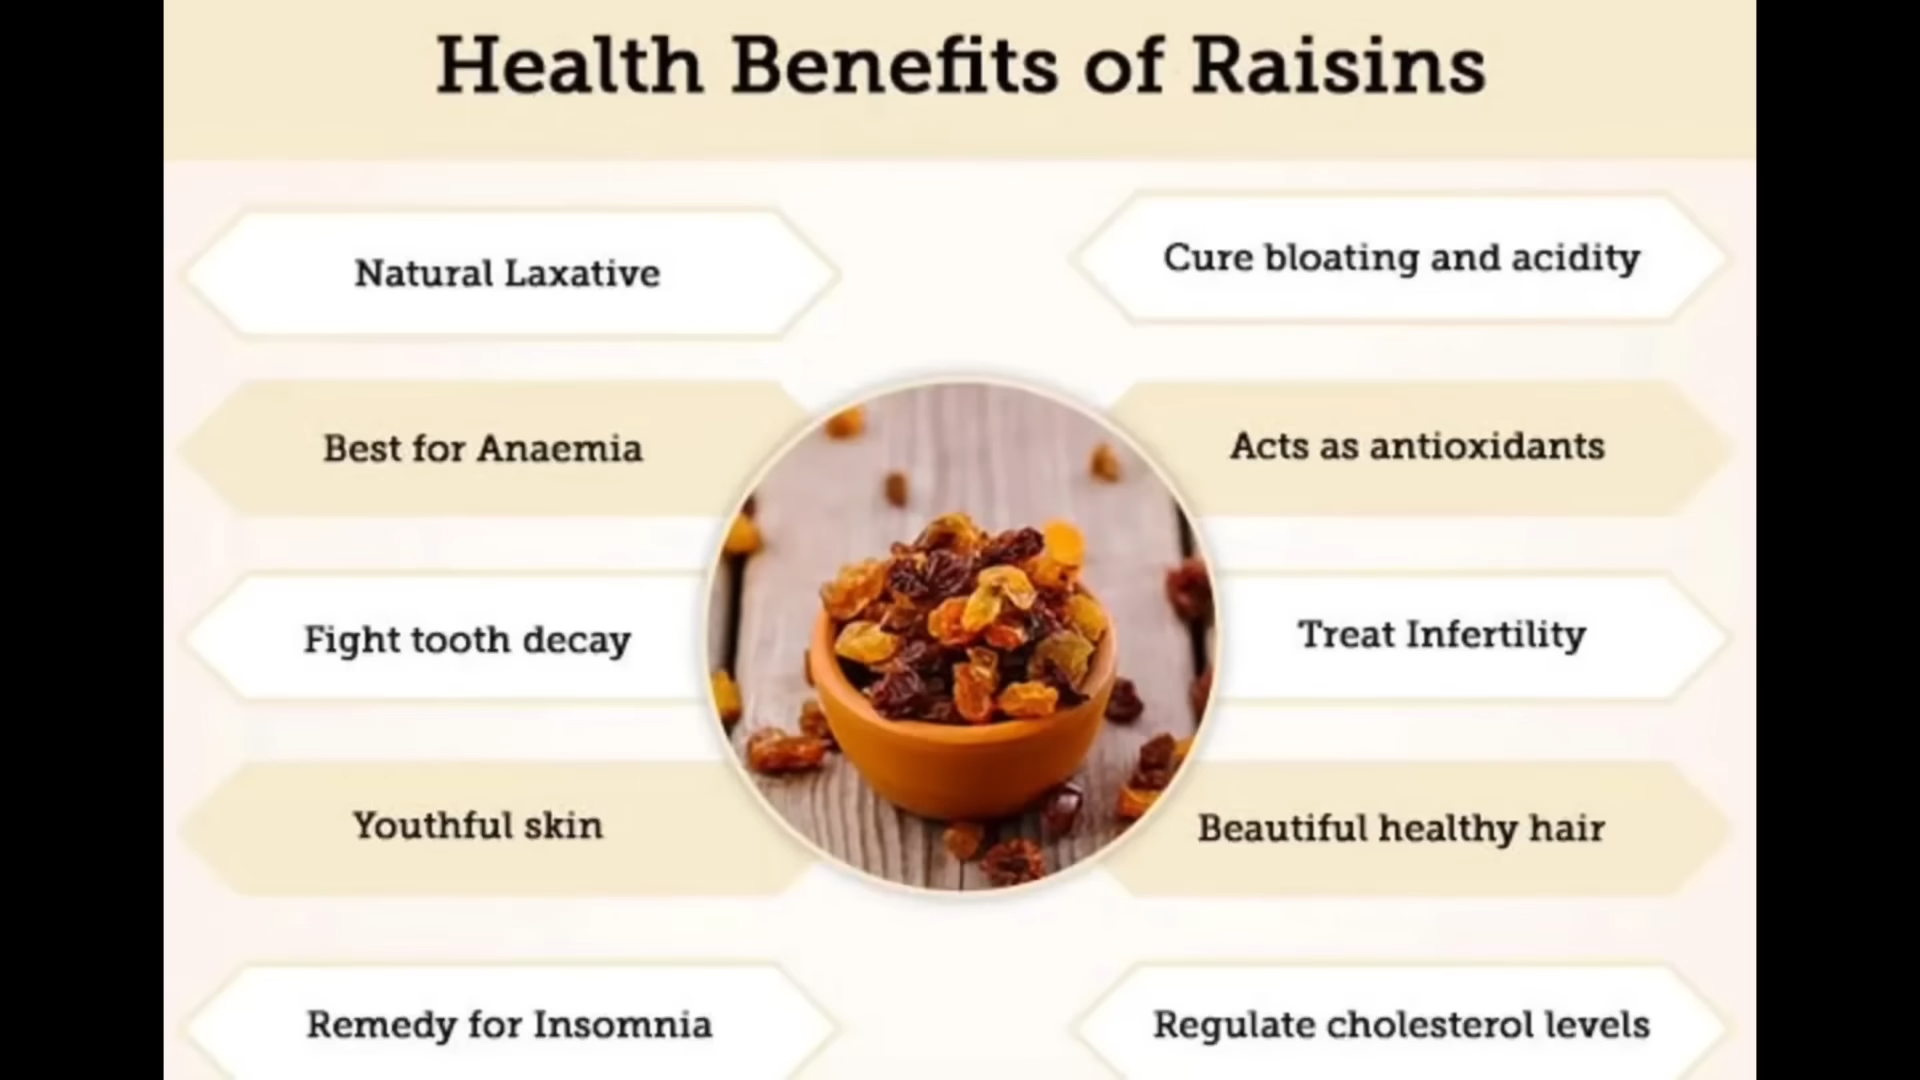 Health Benefits of Raisins
Natural Laxative
Cure bloating and acidity
Best for Anaemia
Acts as antioxidants
Fight tooth decay
Treat Infertility
Youthful skin
Beautiful healthy hair
Remedy for Insomnia
Regulate cholesterol levels